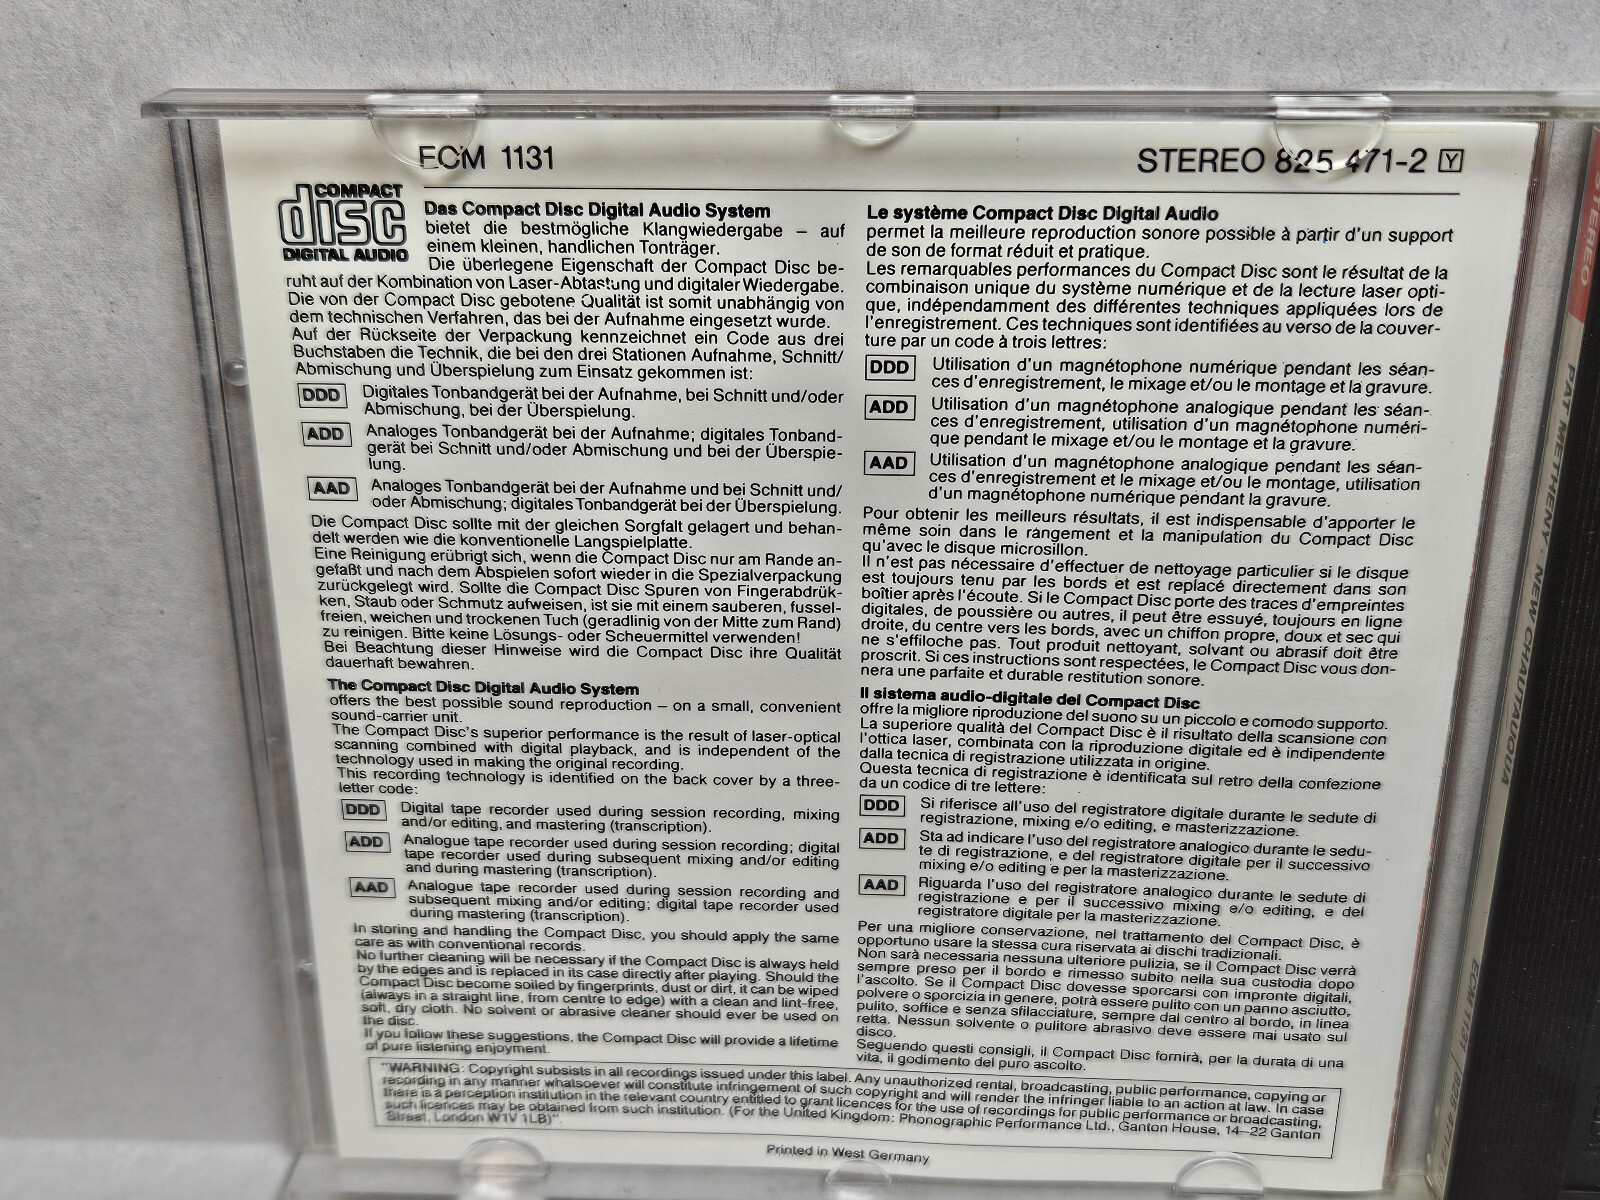 ECM 1131
STEREO 825 471-2 Y
COMPACT
disc
DIGITAL AUDIO
Das Compact Disc Digital Audio System
bietet die bestmögliche Klangwiedergabe – auf
einem kleinen, handlichen Tonträger.
Die überlegene Eigenschaft der Compact Disc be-
ruht auf der Kombination von Laser-Abtastung und digitaler Wiedergabe.
Die von der Compact Disc gebotene Qualität ist somit unabhängig von
dem technischen Verfahren, das bei der Aufnahme eingesetzt wurde.
Auf der Rückseite der Verpackung kennzeichnet ein Code aus drei
Buchstaben die Technik, die bei den drei Stationen Aufnahme, Schnitt/
Abmischung und Überspielung zum Einsatz gekommen ist:
DDD Digitales Tonbandgerät bei der Aufnahme, bei Schnitt und/oder
Abmischung, bei der Überspielung.
ADD Analoges Tonbandgerät bei der Aufnahme; digitales Tonband-
gerät bei Schnitt und/oder Abmischung und bei der Überspie-
lung.
AAD Analoges Tonbandgerät bei der Aufnahme und bei Schnitt und/
oder Abmischung; digitales Tonbandgerät bei der Überspielung.
Die Compact Disc sollte mit der gleichen Sorgfalt gelagert und behan-
delt werden wie die konventionelle Langspielplatte.
Eine Reinigung erübrigt sich, wenn die Compact Disc nur am Rande an-
gefaßt und nach dem Abspielen sofort wieder in die Spezialverpackung
zurückgelegt wird. Sollte die Compact Disc Spuren von Fingerabdrük-
ken, Staub oder Schmutz aufweisen, ist sie mit einem sauberen, fussel-
freien, weichen und trockenen Tuch (geradlinig von der Mitte zum Rand)
zu reinigen. Bitte keine Lösungs- oder Scheuermittel verwenden!
Bei Beachtung dieser Hinweise wird die Compact Disc ihre Qualität
dauerhaft bewahren.
The Compact Disc Digital Audio System
offers the best possible sound reproduction – on a small, convenient
sound-carrier unit.
The Compact Disc's superior performance is the result of laser-optical
scanning combined with digital playback, and is independent of the
technology used in making the original recording.
This recording technology is identified on the back cover by a three-
letter code:
DDD Digital tape recorder used during session recording, mixing
and/or editing, and mastering (transcription).
ADD Analogue tape recorder used during session recording; digital
tape recorder used during subsequent mixing and/or editing
and during mastering (transcription).
AAD Analogue tape recorder used during session recording and
subsequent mixing and/or editing; digital tape recorder used
during mastering (transcription).
In storing and handling the Compact Disc, you should apply the same
care as with conventional records.
No further cleaning will be necessary if the Compact Disc is always held
by the edges and is replaced in its case directly after playing. Should the
Compact Disc become soiled by fingerprints, dust or dirt, it can be wiped
(always in a straight line, from centre to edge) with a clean and lint-free,
soft, dry cloth. No solvent or abrasive cleaner should ever be used on
the disc.
If you follow these suggestions, the Compact Disc will provide a lifetime
of pure listening enjoyment.
Le système Compact Disc Digital Audio
permet la meilleure reproduction sonore possible à partir d'un support
de son de format réduit et pratique.
Les remarquables performances du Compact Disc sont le résultat de la
combinaison unique du système numérique et de la lecture laser opti-
que, indépendamment des différentes techniques appliquées lors de
l'enregistrement. Ces techniques sont identifiées au verso de la couver-
ture par un code à trois lettres:
DDD Utilisation d'un magnétophone numérique pendant les séan-
ces d'enregistrement, le mixage et/ou le montage et la gravure.
ADD Utilisation d'un magnétophone analogique pendant les séan-
ces d'enregistrement, utilisation d'un magnétophone numéri-
que pendant le mixage et/ou le montage et la gravure.
AAD Utilisation d'un magnétophone analogique pendant les séan-
ces d'enregistrement et le mixage et/ou le montage, utilisation
d'un magnétophone numérique pendant la gravure.
Pour obtenir les meilleurs résultats, il est indispensable d'apporter le
même soin dans le rangement et la manipulation du Compact Disc
qu'avec le disque microsillon.
Il n'est pas nécessaire d'effectuer de nettoyage particulier si le disque
est toujours tenu par les bords et est replacé directement dans son
boîtier après l'écoute. Si le Compact Disc porte des traces d'empreintes
digitales, de poussière ou autres, il peut être essuyé, toujours en ligne
droite, du centre vers les bords, avec un chiffon propre, doux et sec qui
ne s'effiloche pas. Tout produit nettoyant, solvant ou abrasif doit être
proscrit. Si ces instructions sont respectées, le Compact Disc vous don-
nera une parfaite et durable restitution sonore.
Il sistema audio-digitale del Compact Disc
offre la migliore riproduzione del suono su un piccolo e comodo supporto.
La superiore qualità del Compact Disc è il risultato della scansione con
l'ottica laser, combinata con la riproduzione digitale ed è indipendente
dalla tecnica di registrazione utilizzata in origine.
Questa tecnica di registrazione è identificata sul retro della confezione
da un codice di tre lettere:
DDD Si riferisce all'uso del registratore digitale durante le sedute di
registrazione, mixing e/o editing, e masterizzazione.
ADD Sta ad indicare l'uso del registratore analogico durante le sedu-
te di registrazione, e del registratore digitale per il successivo
mixing e/o editing e per la masterizzazione.
AAD Riguarda l'uso del registratore analogico durante le sedute di
registrazione e per il successivo mixing e/o editing, e del
registratore digitale per la masterizzazione.
Per una migliore conservazione, nel trattamento del Compact Disc, è
opportuno usare la stessa cura riservata ai dischi tradizionali.
Non sarà necessaria nessuna ulteriore pulizia, se il Compact Disc verrà
sempre preso per il bordo e rimesso subito nella sua custodia dopo
l'ascolto. Se il Compact Disc dovesse sporcarsi con impronte digitali,
polvere o sporcizia in genere, potrà essere pulito con un panno asciutto,
pulito, soffice e senza sfilacciature, sempre dal centro al bordo, in linea
retta. Nessun solvente o pulitore abrasivo deve essere mai usato sul
disco.
Seguendo questi consigli, il Compact Disc fornirà, per la durata di una
vita, il godimento del puro ascolto.
"WARNING: Copyright subsists in all recordings issued under this label. Any unauthorized rental, broadcasting, public performance, copying or
recording in any manner whatsoever will constitute infringement of such copyright and will render the infringer liable to an action at law. In case
there is a perception institution in the relevant country entitled to grant licences for the use of recordings for public performance or broadcasting,
such licences may be obtained from such institution. (For the United Kingdom: Phonographic Performance Ltd., Ganton House, 14–22 Ganton
Street, London W1V 1LB)".
Printed in West Germany
STEREO
PAT METHENY · NEW CHAUTAUQUA
ECM 1131